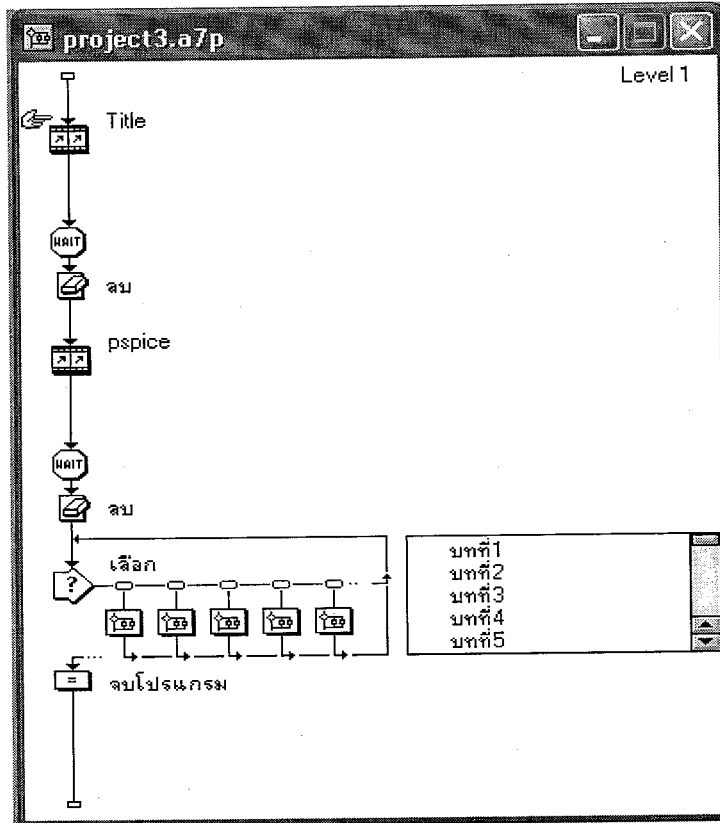 project3.a7p
Level 1
Title
WAIT
ลบ
pspice
WAIT
ลบ
เลือก
?
บทที่1
บทที่2
บทที่3
บทที่4
บทที่5
=
จบโปรแกรม